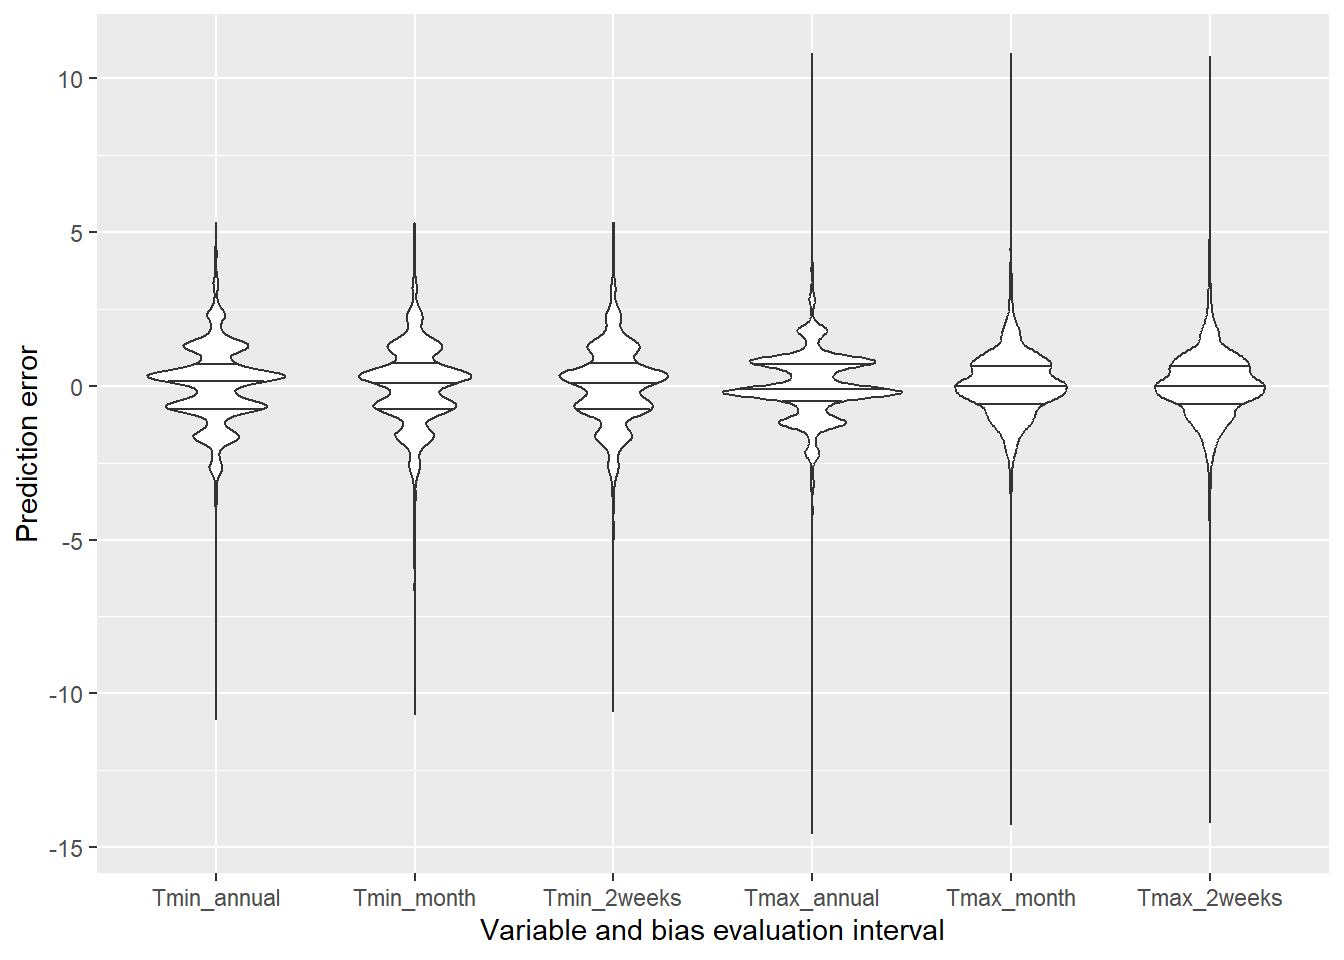 10
5
0
-5
-10
-15
Prediction error
Tmin_annual Tmin_month Tmin_2weeks Tmax_annual Tmax_month Tmax_2weeks
Variable and bias evaluation interval